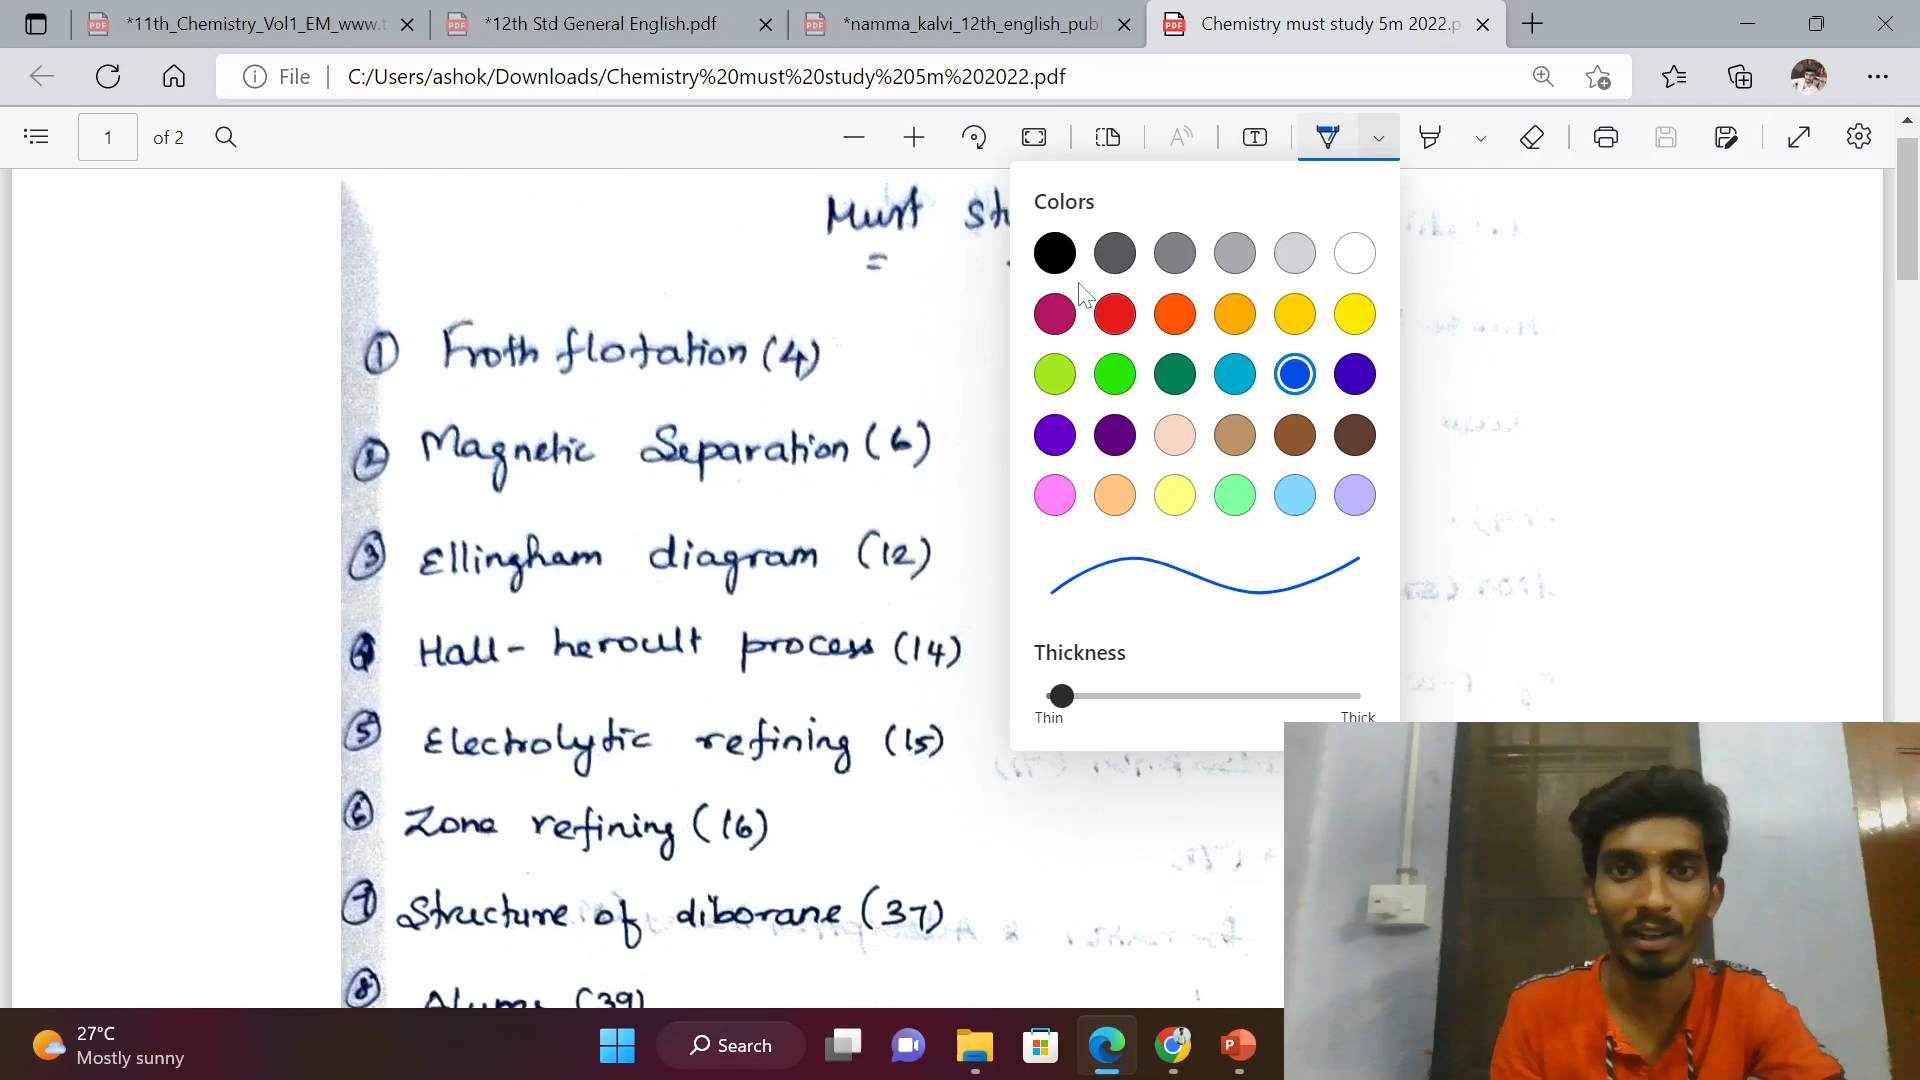 *11th_Chemistry_Vol1_EM_www.t
*12th Std General English.pdf
*namma_kalvi_12th_english_publ
Chemistry must study 5m 2022.p
File
C:/Users/ashok/Downloads/Chemistry%20must%20study%205m%202022.pdf
1 of 2
Must
Colors
① Froth flotation (4)
② Magnetic Separation (6)
③ Ellingham diagram (12)
④ Hall-heroult process (14)
⑤ Electrolytic refining (15)
⑥ Zone refining (16)
⑦ Structure of diborane (37)
⑧ Alums (39)
Thickness
Thin
Thick
27°C
Mostly sunny
Search